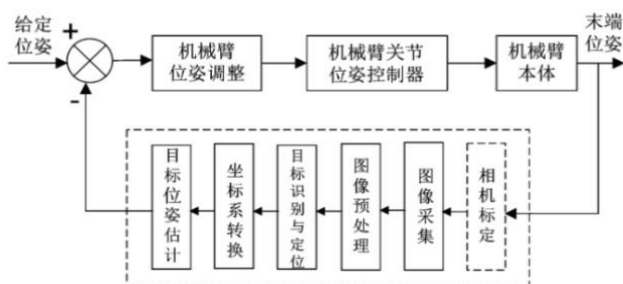 给定
位姿
+
-
机械臂
位姿调整
机械臂关节
位姿控制器
机械臂
本体
末端
位姿
目标位姿估计
坐标系转换
目标识别与定位
图像预处理
图像采集
相机标定